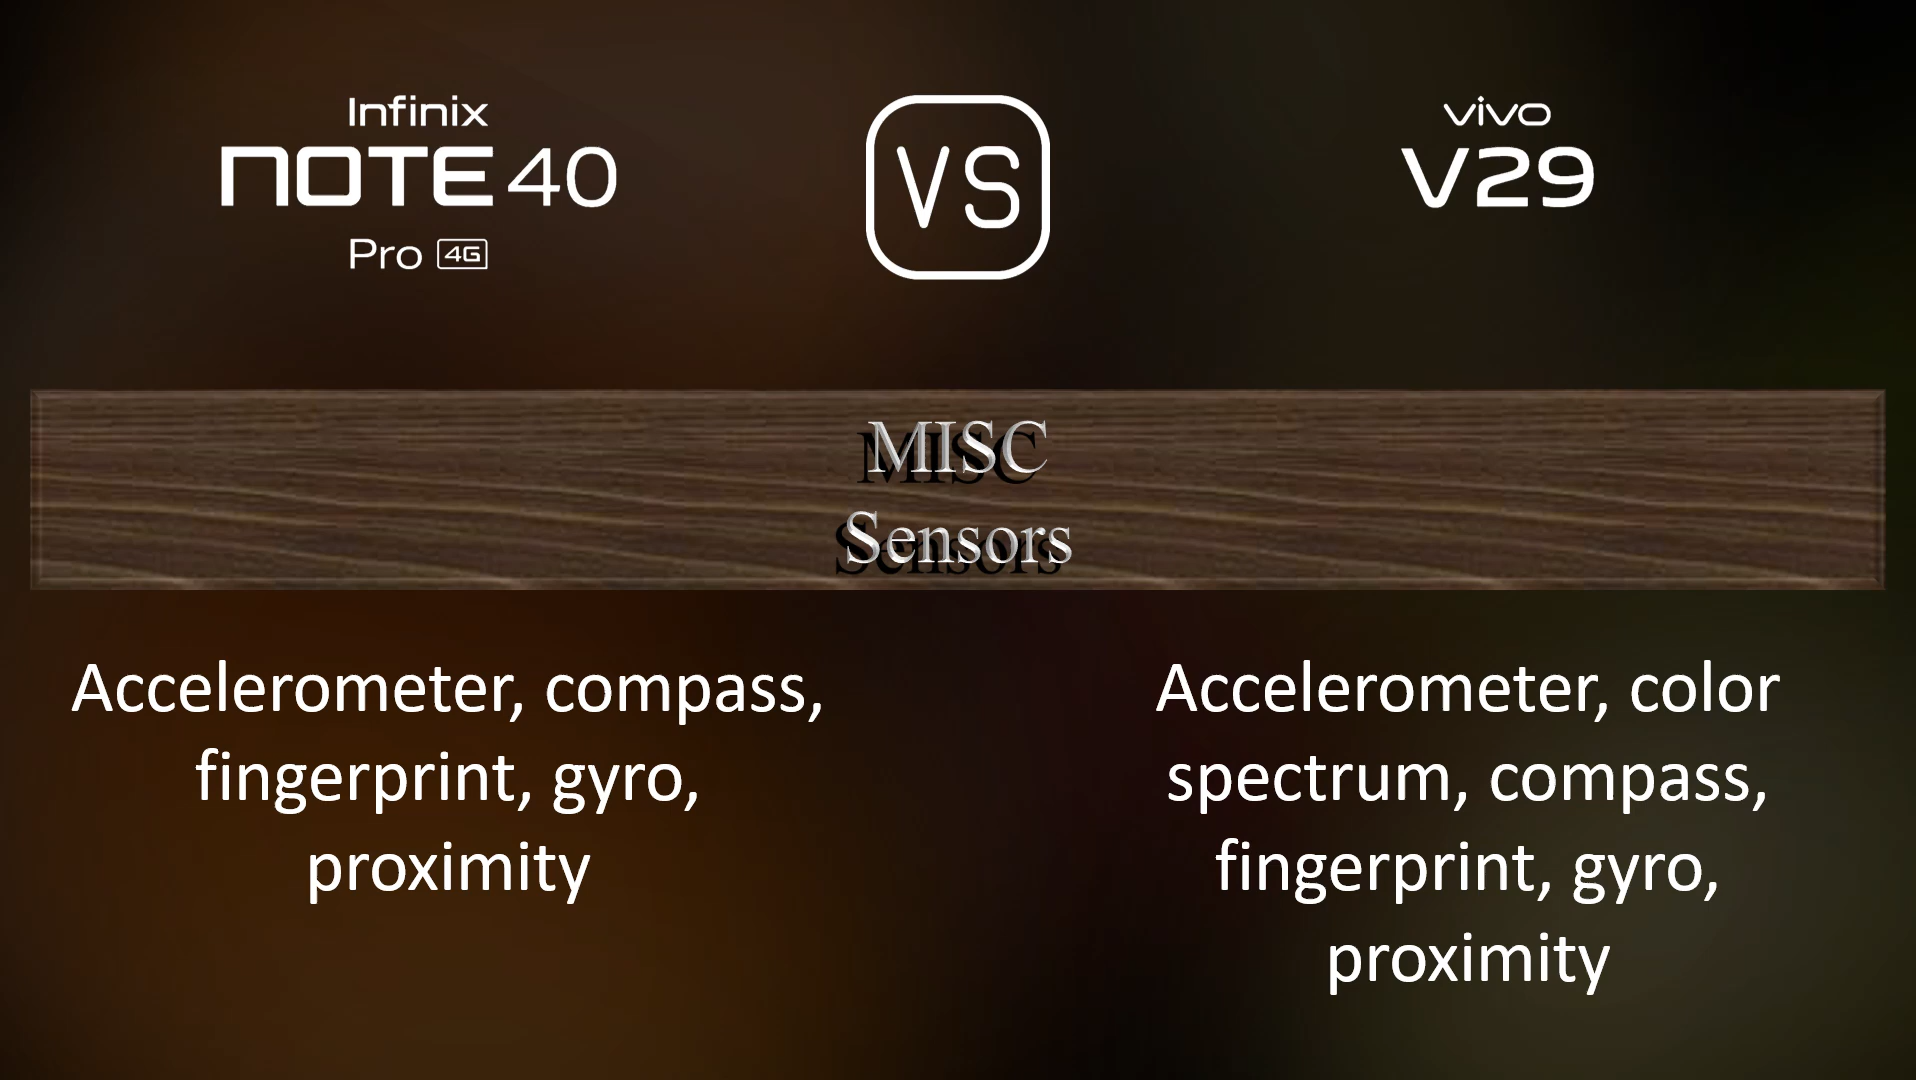 Infinix
NOTE 40
Pro 4G
VS
vivo
V29
MISC
Sensors
Accelerometer, compass,
fingerprint, gyro,
proximity
Accelerometer, color
spectrum, compass,
fingerprint, gyro,
proximity